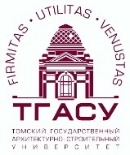 FIRMITAS · UTILITAS · VENUSTAS
ТГАСУ
ТОМСКИЙ ГОСУДАРСТВЕННЫЙ
АРХИТЕКТУРНО-СТРОИТЕЛЬНЫЙ
УНИВЕРСИТЕТ